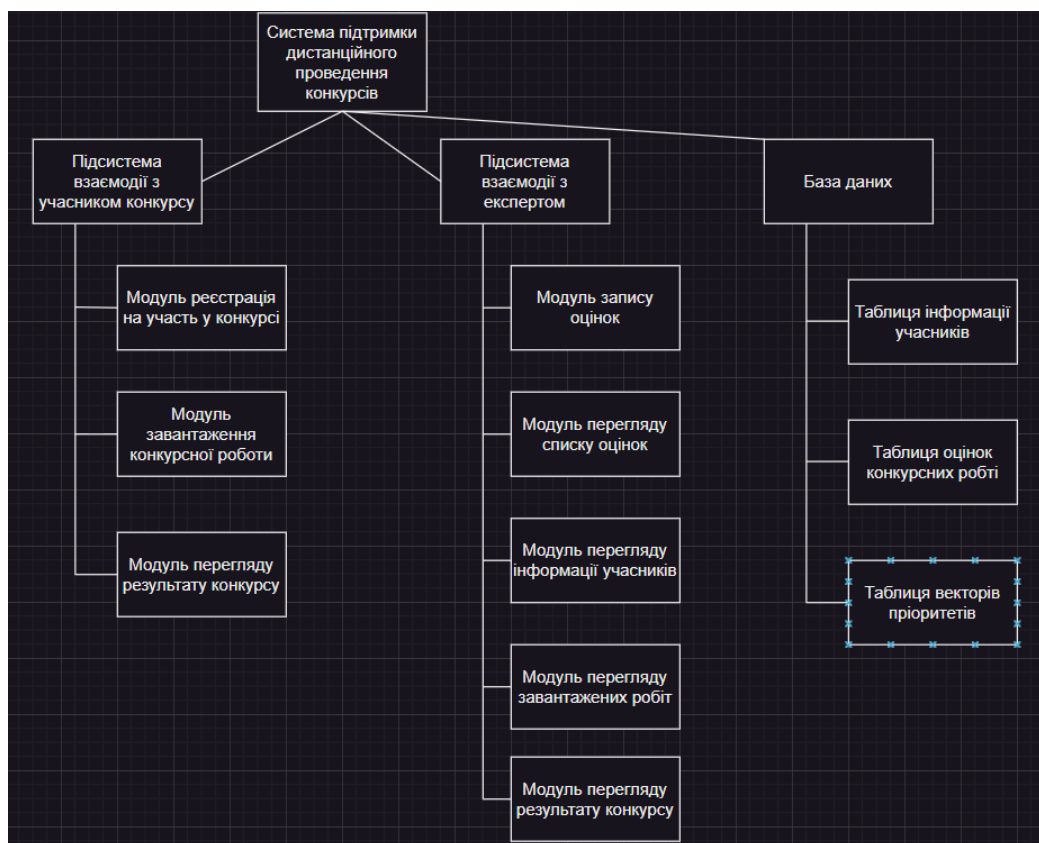 Система підтримки
дистанційного
проведення
конкурсів
Підсистема
взаємодії з
учасником конкурсу
Підсистема
взаємодії з
експертом
База даних
Модуль реєстрація
на участь у конкурсі
Модуль
завантаження
конкурсної роботи
Модуль перегляду
результату конкурсу
Модуль запису
оцінок
Модуль перегляду
списку оцінок
Модуль перегляду
інформації учасників
Модуль перегляду
завантажених робіт
Модуль перегляду
результату конкурсу
Таблиця інформації
учасників
Таблиця оцінок
конкурсних робті
Таблиця векторів
пріоритетів